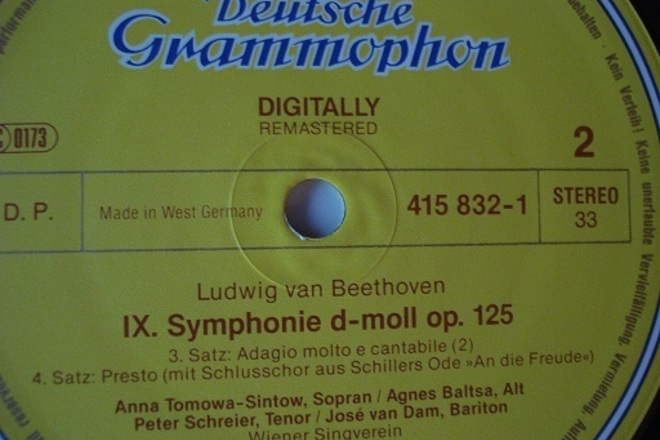 Deutsche
Grammophon
DIGITALLY
REMASTERED
0173
2
D. P.
Made in West Germany
415 832-1
STEREO
33
Ludwig van Beethoven
IX. Symphonie d-moll op. 125
3. Satz: Adagio molto e cantabile (2)
4. Satz: Presto (mit Schlusschor aus Schillers Ode »An die Freude«)
Anna Tomowa-Sintow, Sopran / Agnes Baltsa, Alt
Peter Schreier, Tenor / José van Dam, Bariton
Wiener Singverein
Kein Verleih! Keine unerlaubte Vervielfältigung, Vermietung,